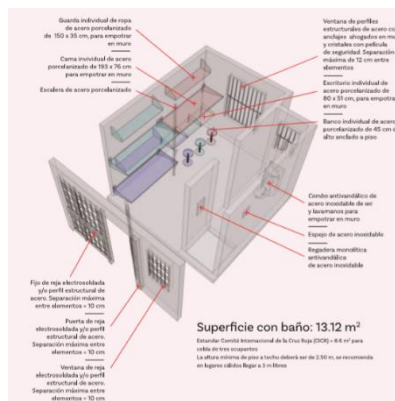 Guarda individual de ropa
de acero porcelanizado
de 150 x 35 cm, para empotrar
en muro
Cama invididual de acero
porcelanizado de 193 x 76 cm
para empotrar en muro
Escalera de acero porcelanizado
Ventana de perfiles
estructurales de acero con
anclajes ahogados en muro
y cristales con película
de seguridad. Separación
máxima de 12 cm entre
elementos
Escritorio individual de
acero porcelanizado de
80 x 51 cm, para empotrar
en muro
Banco individual de acero
porcelanizado de 45 cm de
alto anclado a piso
Combo antivandálico de
acero inoxidable de wc
y lavamanos para
empotrar en muro
Espejo de acero inoxidable
Regadera monolítica
antivandálica
de acero inoxidable
Fijo de reja electrosoldada
y/o perfil estructural de
acero. Separación máxima
entre elementos = 10 cm
Puerta de reja
electrosoldada y/o perfil
estructural de acero.
Separación máxima entre
elementos = 10 cm
Ventana de reja
electrosoldada y/o perfil
estructural de acero.
Separación máxima entre
elementos = 10 cm
Superficie con baño: 13.12 m²
Estandar Comité Internacional de la Cruz Roja (CICR) = 6.6 m² para
celda de tres ocupantes
La altura mínima de piso a techo deberá ser de 2.50 m, se recomienda
en lugares cálidos llegar a 3 m libres